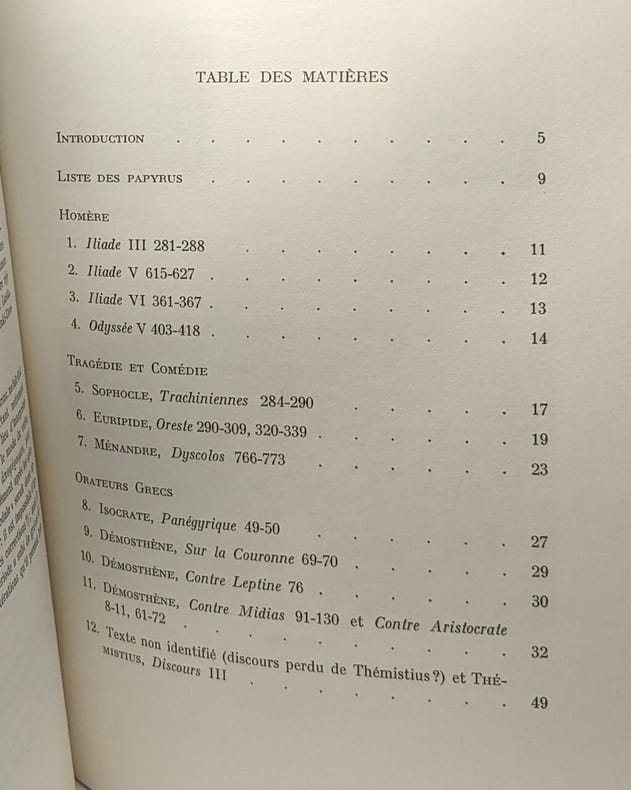 TABLE DES MATIÈRES
INTRODUCTION . . . . . . . . . . 5
LISTE DES PAPYRUS . . . . . . . . . 9
HOMÈRE
1. Iliade III 281-288 . . . . . . . . 11
2. Iliade V 615-627 . . . . . . . . . 12
3. Iliade VI 361-367 . . . . . . . . . 13
4. Odyssée V 403-418 . . . . . . . . . 14
TRAGÉDIE ET COMÉDIE
5. SOPHOCLE, Trachiniennes 284-290 . . . . . 17
6. EURIPIDE, Oreste 290-309, 320-339 . . . . . . 19
7. MÉNANDRE, Dyscolos 766-773 . . . . . . 23
ORATEURS GRECS
8. ISOCRATE, Panégyrique 49-50 . . . . . . 27
9. DÉMOSTHÈNE, Sur la Couronne 69-70 . . . . . 29
10. DÉMOSTHÈNE, Contre Leptine 76 . . . . . . 30
11. DÉMOSTHÈNE, Contre Midias 91-130 et Contre Aristocrate
8-11, 61-72 . . . . . . . . . . 32
12. Texte non identifié (discours perdu de Thémistius?) et THÉ-
MISTIUS, Discours III . . . . . . . . 49